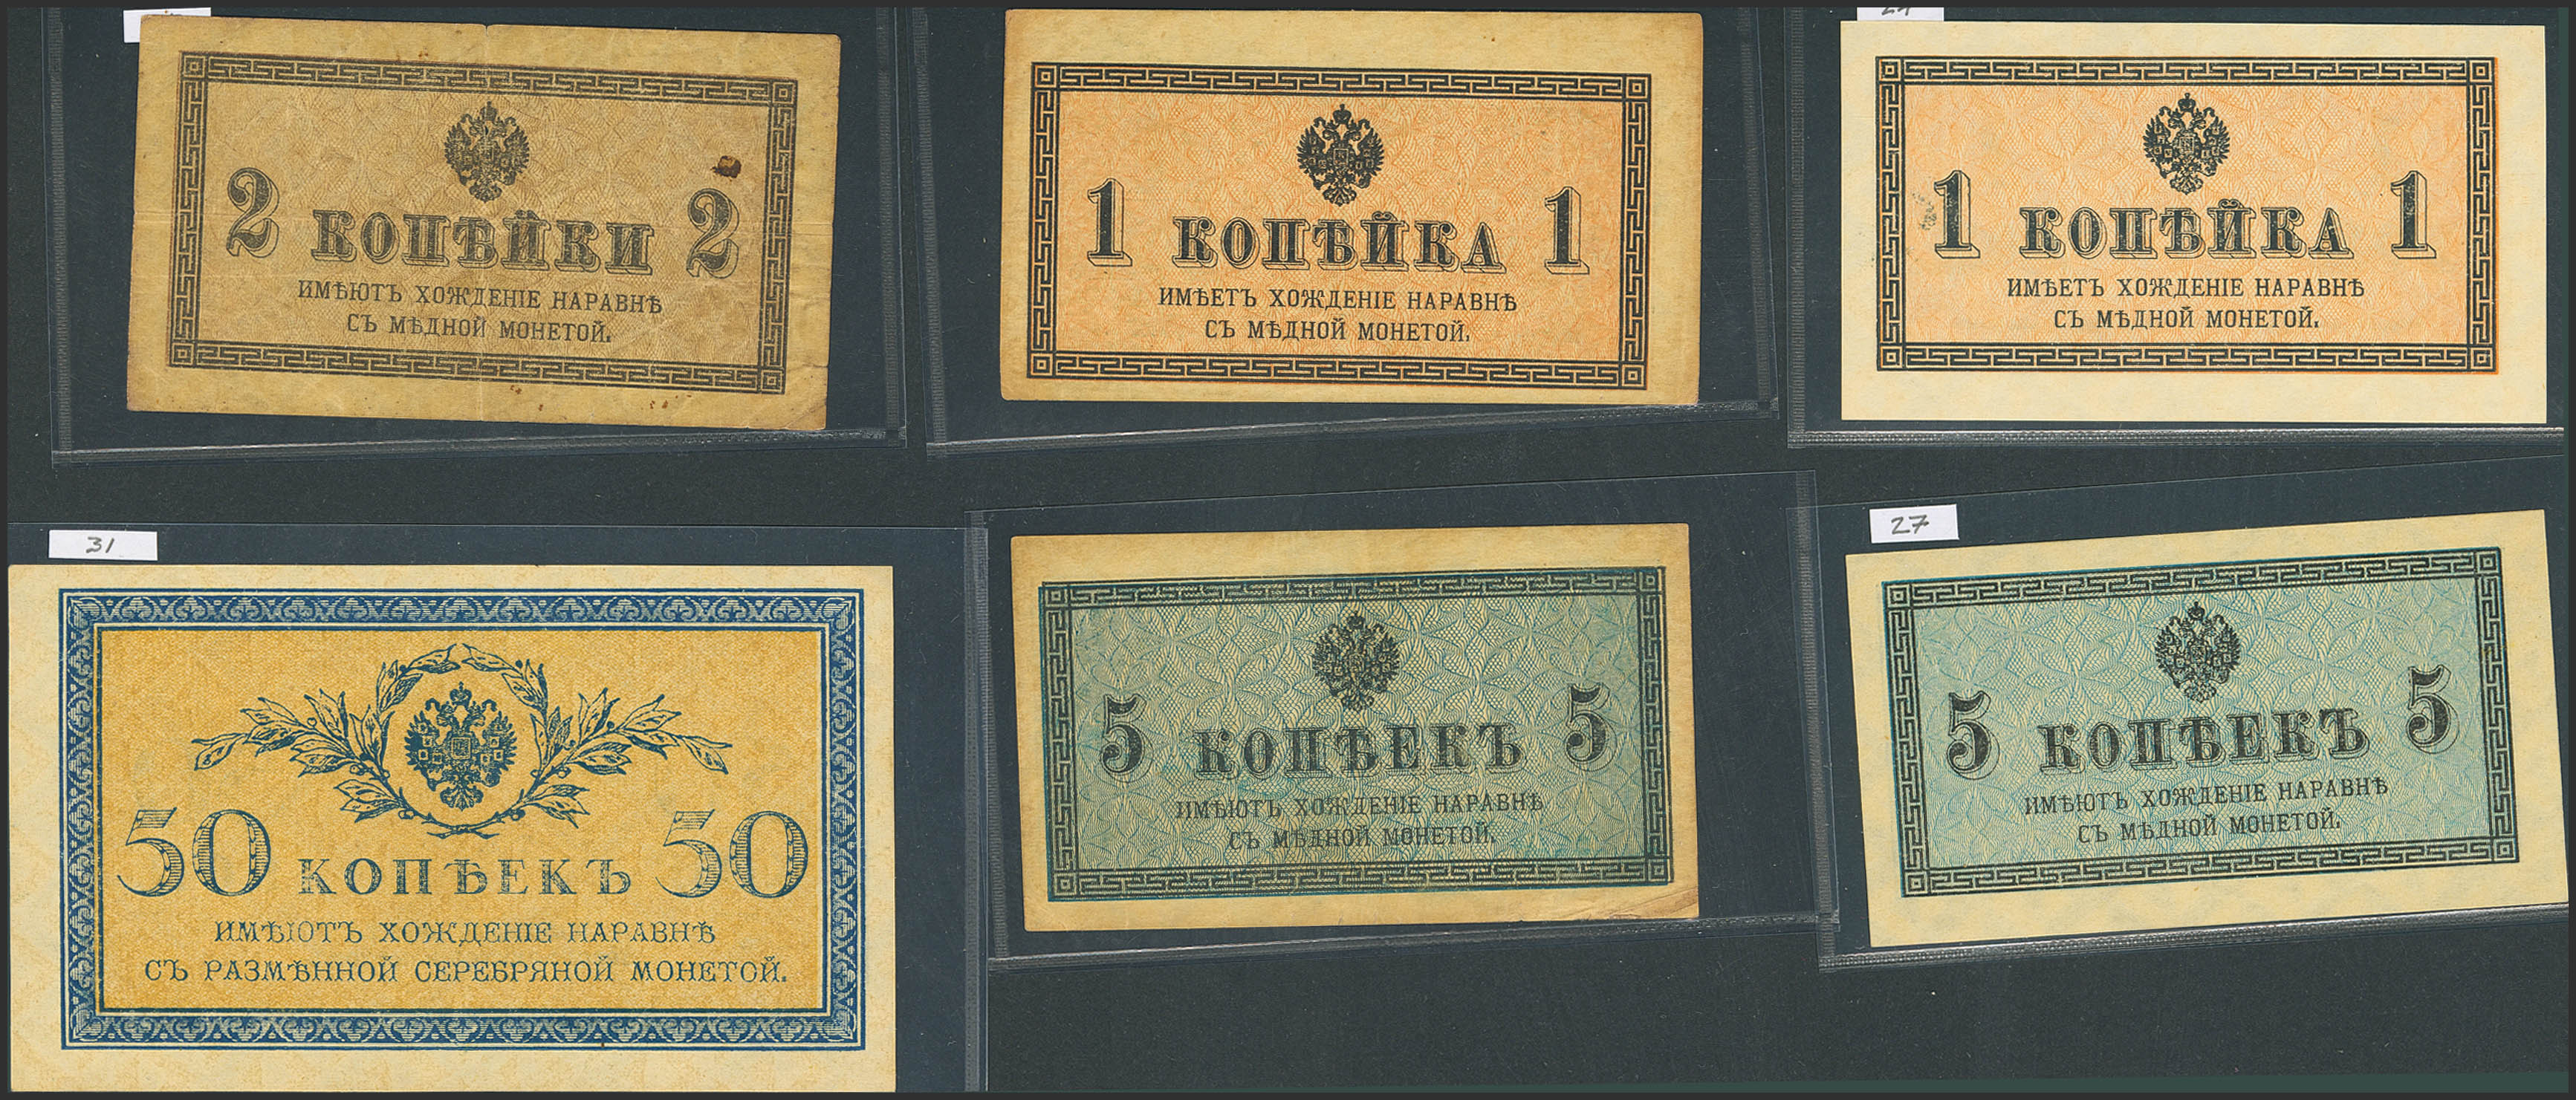 2 КОПѢЙКИ 2
ИМѢЮТЪ ХОЖДЕНІЕ НАРАВНѢ
СЪ МѢДНОЙ МОНЕТОЙ.
1 КОПѢЙКА 1
ИМѢЕТЪ ХОЖДЕНІЕ НАРАВНѢ
СЪ МѢДНОЙ МОНЕТОЙ.
1 КОПѢЙКА 1
ИМѢЕТЪ ХОЖДЕНІЕ НАРАВНѢ
СЪ МѢДНОЙ МОНЕТОЙ.
31
50 КОПѢЕКЪ 50
ИМѢЮТЪ ХОЖДЕНІЕ НАРАВНѢ
СЪ РАЗМѢННОЙ СЕРЕБРЯНОЙ МОНЕТОЙ.
5 КОПѢЕКЪ 5
ИМѢЮТЪ ХОЖДЕНІЕ НАРАВНѢ
СЪ МѢДНОЙ МОНЕТОЙ.
27
5 КОПѢЕКЪ 5
ИМѢЮТЪ ХОЖДЕНІЕ НАРАВНѢ
СЪ МѢДНОЙ МОНЕТОЙ.